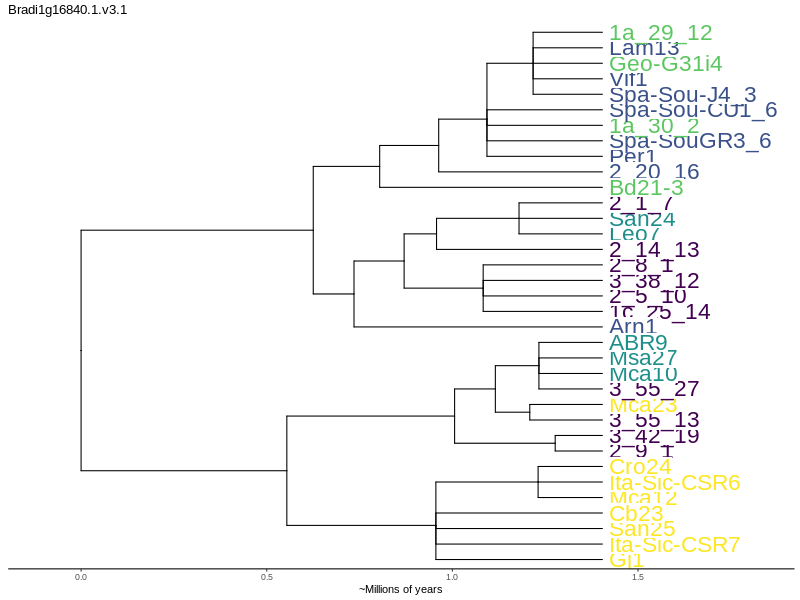 Bradi1g16840.1.v3.1
1a_29_12
Lam13
Geo-G31i4
Vif1
Spa-Sou-J4_3
Spa-Sou-CU1_6
1a_30_2
Spa-SouGR3_6
Per1
2_20_16
Bd21-3
2_1_7
San24
Leo7
2_14_13
2_8_1
3_38_12
2_5_10
1c_25_14
Arn1
ABR9
Msa27
Mca10
3_55_27
Mca23
3_55_13
3_42_19
2_9_1
Cro24
Ita-Sic-CSR6
Mca12
Cb23
San25
Ita-Sic-CSR7
0.0 0.5 1.0 1.5
~Millions of years